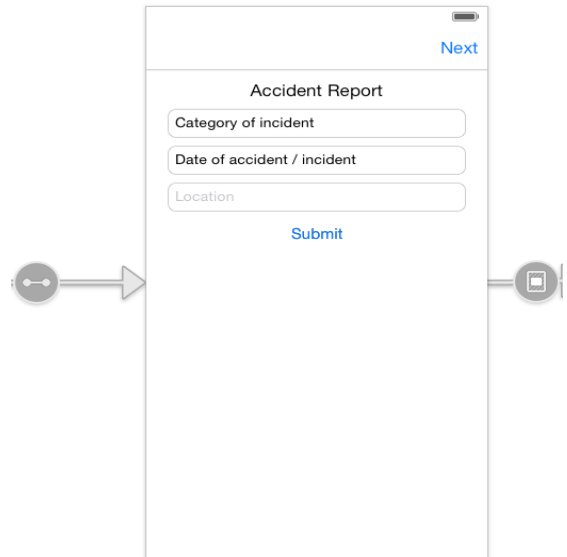 Next
Accident Report
Category of incident
Date of accident / incident
Location
Submit